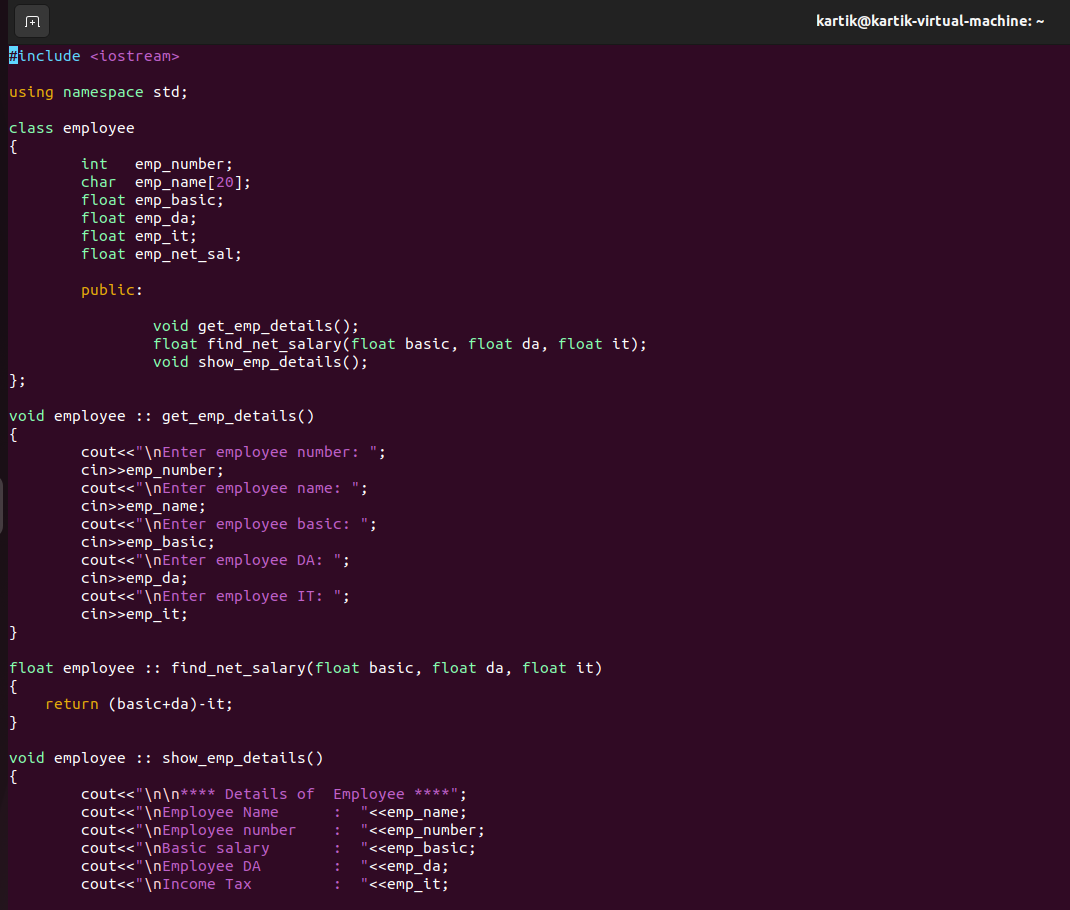 kartik@kartik-virtual-machine: ~
#include <iostream>

using namespace std;

class employee
{
        int   emp_number;
        char  emp_name[20];
        float emp_basic;
        float emp_da;
        float emp_it;
        float emp_net_sal;

        public:

                void get_emp_details();
                float find_net_salary(float basic, float da, float it);
                void show_emp_details();
};

void employee :: get_emp_details()
{
        cout<<"\nEnter employee number: ";
        cin>>emp_number;
        cout<<"\nEnter employee name: ";
        cin>>emp_name;
        cout<<"\nEnter employee basic: ";
        cin>>emp_basic;
        cout<<"\nEnter employee DA: ";
        cin>>emp_da;
        cout<<"\nEnter employee IT: ";
        cin>>emp_it;
}

float employee :: find_net_salary(float basic, float da, float it)
{
    return (basic+da)-it;
}

void employee :: show_emp_details()
{
        cout<<"\n\n**** Details of  Employee ****";
        cout<<"\nEmployee Name      :  "<<emp_name;
        cout<<"\nEmployee number    :  "<<emp_number;
        cout<<"\nBasic salary       :  "<<emp_basic;
        cout<<"\nEmployee DA        :  "<<emp_da;
        cout<<"\nIncome Tax         :  "<<emp_it;